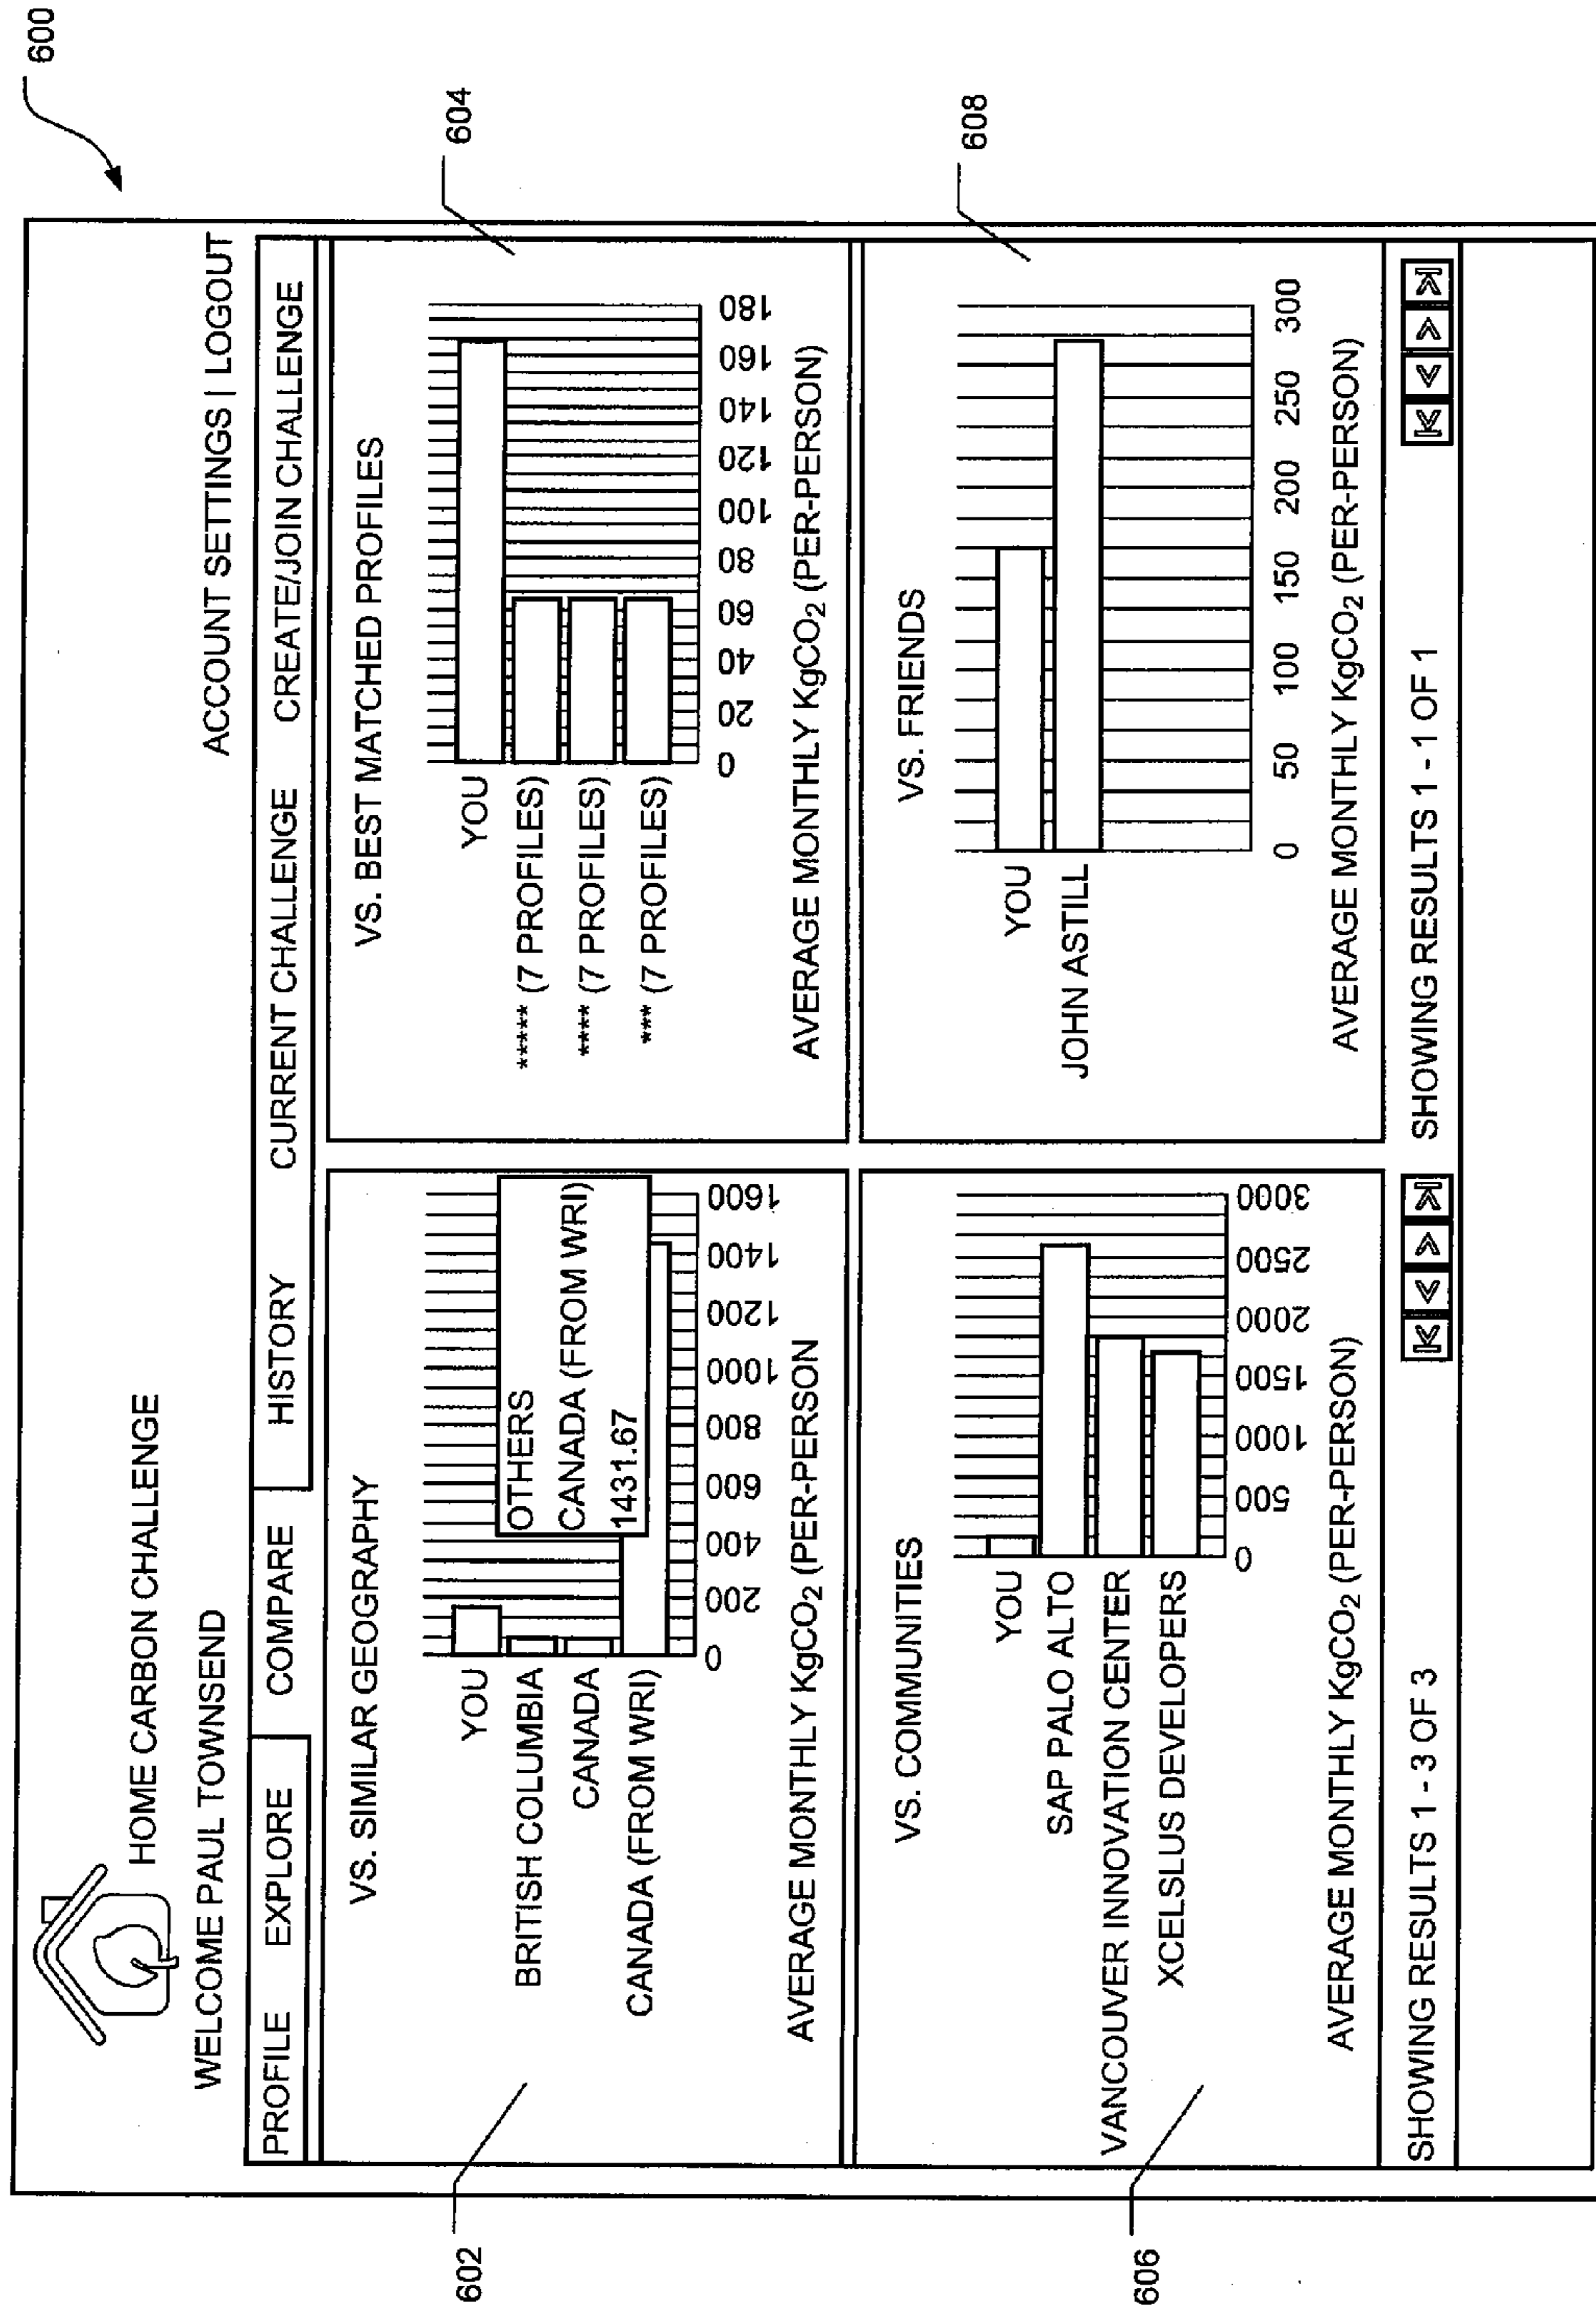 600
HOME CARBON CHALLENGE
WELCOME PAUL TOWNSEND
ACCOUNT SETTINGS | LOGOUT
PROFILE EXPLORE COMPARE HISTORY CURRENT CHALLENGE CREATE/JOIN CHALLENGE
602
VS. SIMILAR GEOGRAPHY
YOU
BRITISH COLUMBIA
CANADA
CANADA (FROM WRI)
OTHERS
CANADA (FROM WRI)
1431.67
0 200 400 600 800 1000 1200 1400 1600
AVERAGE MONTHLY KgCO2 (PER-PERSON
604
VS. BEST MATCHED PROFILES
YOU
***** (7 PROFILES)
**** (7 PROFILES)
*** (7 PROFILES)
0 20 40 60 80 100 120 140 160 180
AVERAGE MONTHLY KgCO2 (PER-PERSON)
606
VS. COMMUNITIES
YOU
SAP PALO ALTO
VANCOUVER INNOVATION CENTER
XCELSLUS DEVELOPERS
0 500 1000 1500 2000 2500 3000
AVERAGE MONTHLY KgCO2 (PER-PERSON)
SHOWING RESULTS 1 - 3 OF 3
608
VS. FRIENDS
YOU
JOHN ASTILL
0 50 100 150 200 250 300
AVERAGE MONTHLY KgCO2 (PER-PERSON)
SHOWING RESULTS 1 - 1 OF 1